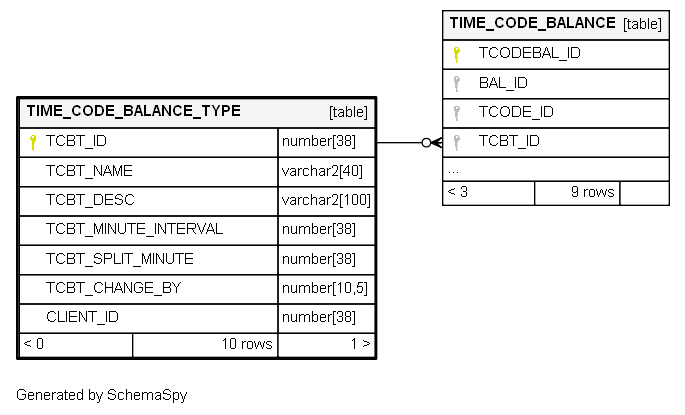 TIME_CODE_BALANCE [table]
TCODEBAL_ID
BAL_ID
TCODE_ID
TCBT_ID
...
< 3 9 rows
TIME_CODE_BALANCE_TYPE [table]
TCBT_ID number[38]
TCBT_NAME varchar2[40]
TCBT_DESC varchar2[100]
TCBT_MINUTE_INTERVAL number[38]
TCBT_SPLIT_MINUTE number[38]
TCBT_CHANGE_BY number[10,5]
CLIENT_ID number[38]
< 0 10 rows 1 >
Generated by SchemaSpy